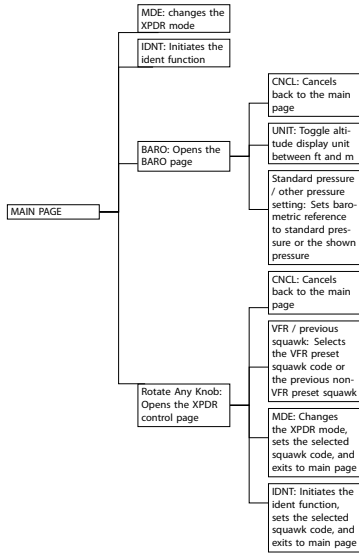 MDE: changes the
XPDR mode
IDNT: Initiates the
ident function
CNCL: Cancels
back to the main
page
BARO: Opens the
BARO page
UNIT: Toggle alti-
tude display unit
between ft and m
Standard pressure
/ other pressure
setting: Sets baro-
metric reference
to standard pres-
sure or the shown
pressure
MAIN PAGE
CNCL: Cancels
back to the main
page
VFR / previous
squawk: Selects
the VFR preset
squawk code or
the previous non-
VFR preset squawk
Rotate Any Knob:
Opens the XPDR
control page
MDE: Changes
the XPDR mode,
sets the selected
squawk code, and
exits to main page
IDNT: Initiates the
ident function,
sets the selected
squawk code, and
exits to main page